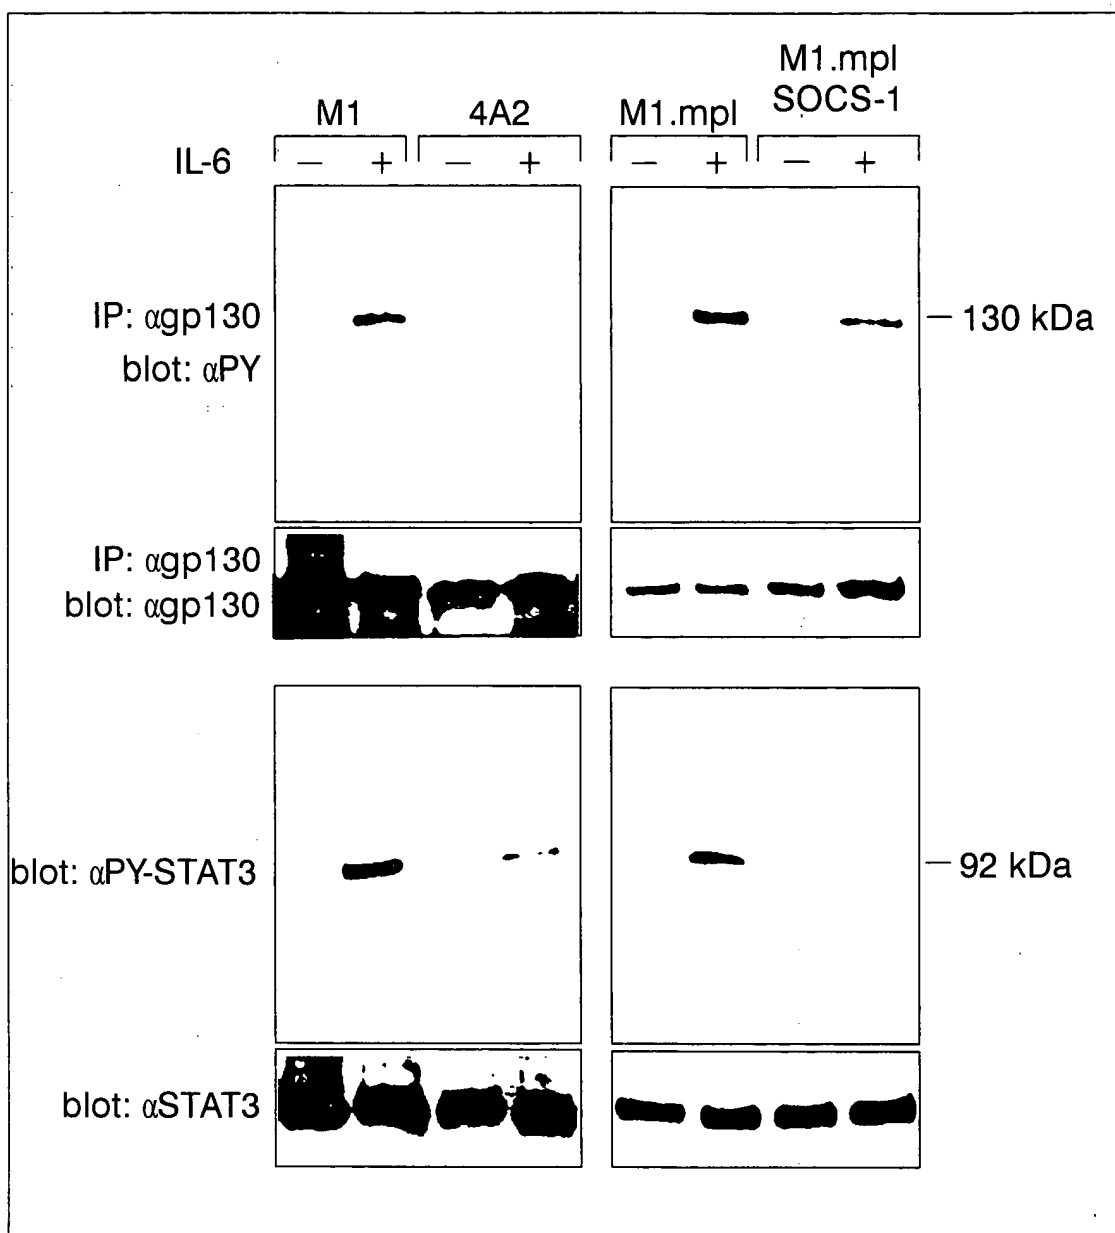 M1
4A2
M1.mpl
M1.mpl
SOCS-1
IL-6 − + − + − + − +
IP: αgp130
blot: αPY
— 130 kDa
IP: αgp130
blot: αgp130
blot: αPY-STAT3
— 92 kDa
blot: αSTAT3